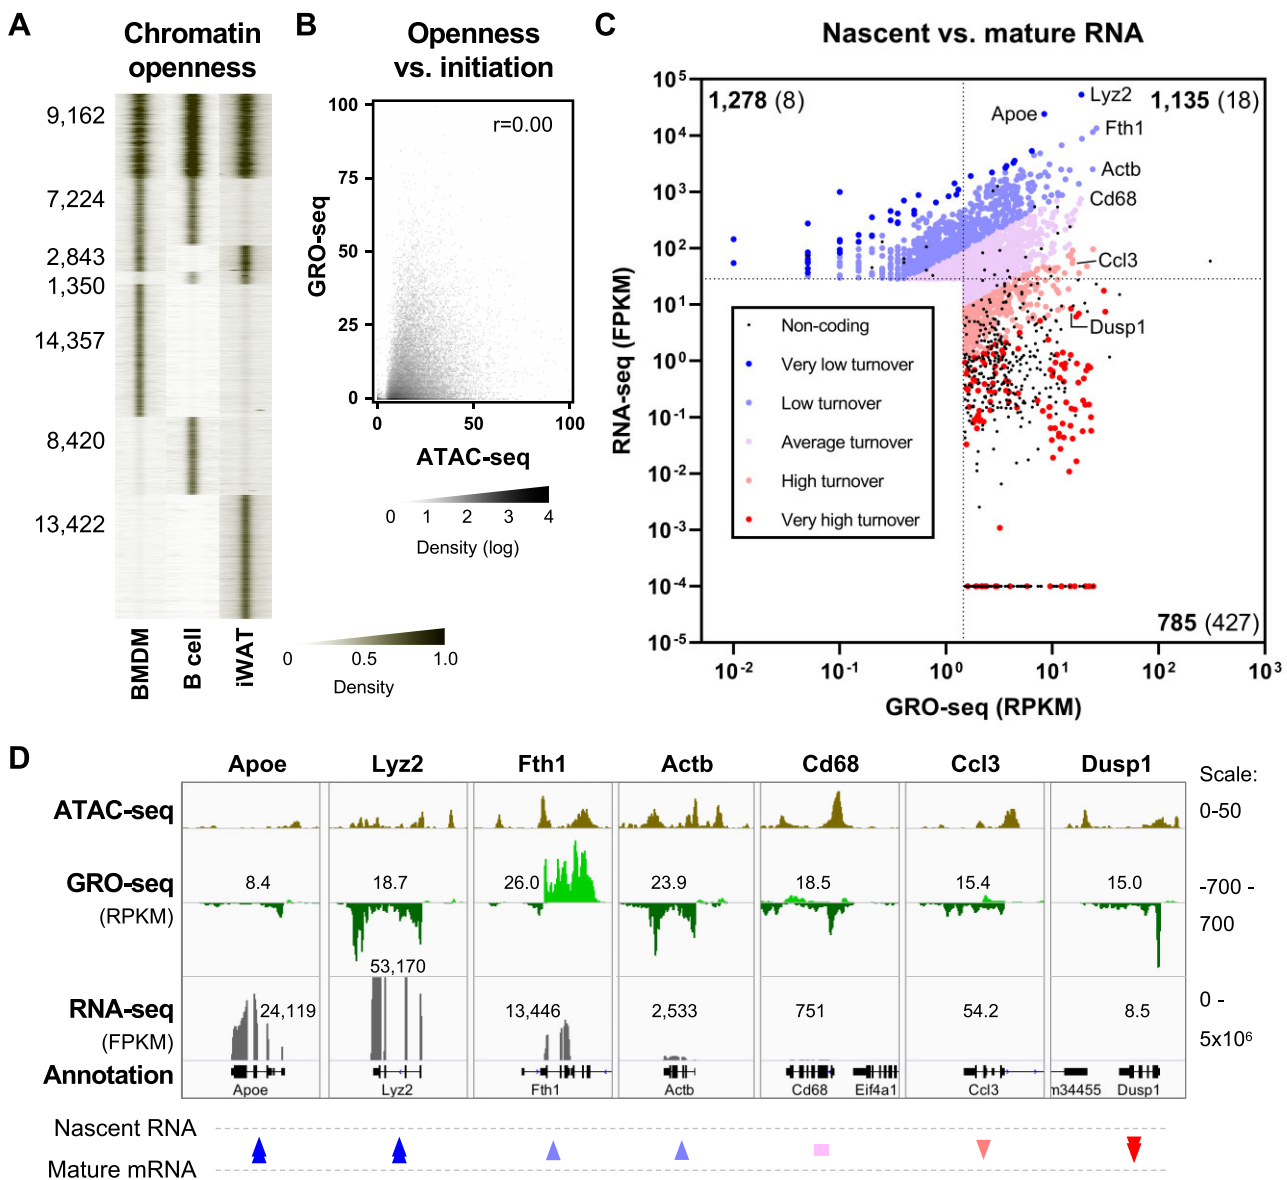 A
Chromatin
openness
9,162
7,224
2,843
1,350
14,357
8,420
13,422
BMDM
B cell
iWAT
0
0.5
1.0
Density
B
Openness
vs. initiation
r=0.00
100
75
50
25
0
GRO-seq
0
50
100
ATAC-seq
0 1 2 3 4
Density (log)
C
Nascent vs. mature RNA
1,278 (8)
1,135 (18)
785 (427)
Lyz2
Apoe
Fth1
Actb
Cd68
Ccl3
Dusp1
10⁵
10⁴
10³
10²
10¹
10⁰
10⁻¹
10⁻²
10⁻³
10⁻⁴
10⁻⁵
RNA-seq (FPKM)
Non-coding
Very low turnover
Low turnover
Average turnover
High turnover
Very high turnover
10⁻² 10⁻¹ 10⁰ 10¹ 10² 10³
GRO-seq (RPKM)
D
Apoe Lyz2 Fth1 Actb Cd68 Ccl3 Dusp1
Scale:
ATAC-seq
0-50
GRO-seq
(RPKM)
8.4 18.7 26.0 23.9 18.5 15.4 15.0
-700 -
700
RNA-seq
(FPKM)
24,119 53,170 13,446 2,533 751 54.2 8.5
0 -
5x10⁶
Annotation
Apoe Lyz2 Fth1 Actb Cd68 Eif4a1 Ccl3 m34455 Dusp1
Nascent RNA
Mature mRNA